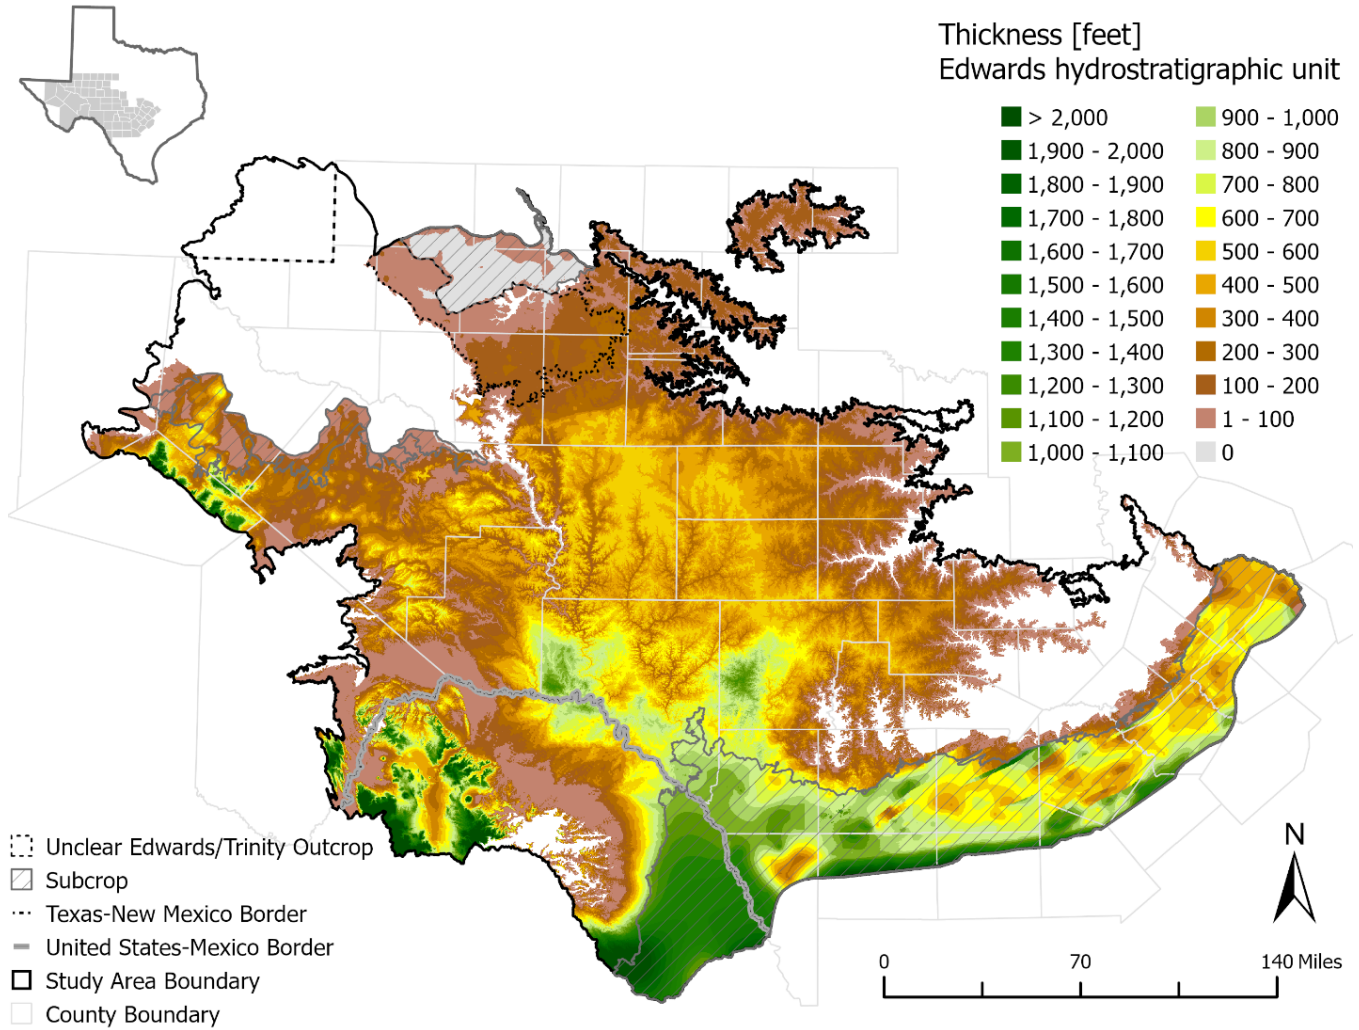 Thickness [feet]
Edwards hydrostratigraphic unit
> 2,000
1,900 - 2,000
1,800 - 1,900
1,700 - 1,800
1,600 - 1,700
1,500 - 1,600
1,400 - 1,500
1,300 - 1,400
1,200 - 1,300
1,100 - 1,200
1,000 - 1,100
900 - 1,000
800 - 900
700 - 800
600 - 700
500 - 600
400 - 500
300 - 400
200 - 300
100 - 200
1 - 100
0
Unclear Edwards/Trinity Outcrop
Subcrop
Texas-New Mexico Border
United States-Mexico Border
Study Area Boundary
County Boundary
N
0 70 140 Miles